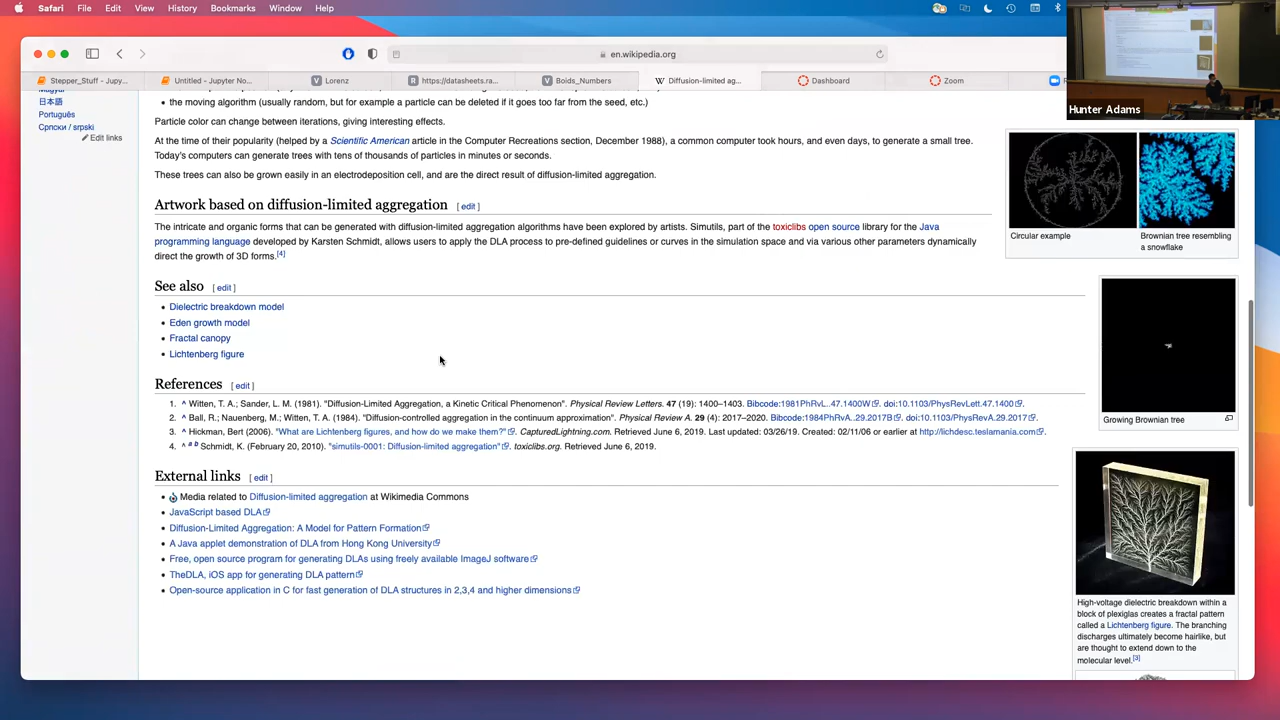 Safari File Edit View History Bookmarks Window Help
Hunter Adams
en.wikipedia.org
Stepper_Stuff - Jupy...
Untitled - Jupyter No...
Lorenz
https://datasheets.ra...
Boids_Numbers
Diffusion-limited ag...
Dashboard
Zoom
日本語
Português
Српски / srpski
Edit links
the moving algorithm (usually random, but for example a particle can be deleted if it goes too far from the seed, etc.)
Particle color can change between iterations, giving interesting effects.
At the time of their popularity (helped by a Scientific American article in the Computer Recreations section, December 1988), a common computer took hours, and even days, to generate a small tree.
Today's computers can generate trees with tens of thousands of particles in minutes or seconds.
These trees can also be grown easily in an electrodeposition cell, and are the direct result of diffusion-limited aggregation.
Artwork based on diffusion-limited aggregation [ edit ]
The intricate and organic forms that can be generated with diffusion-limited aggregation algorithms have been explored by artists. Simutils, part of the toxiclibs open source library for the Java
programming language developed by Karsten Schmidt, allows users to apply the DLA process to pre-defined guidelines or curves in the simulation space and via various other parameters dynamically
direct the growth of 3D forms.[4]
See also [ edit ]
Dielectric breakdown model
Eden growth model
Fractal canopy
Lichtenberg figure
References [ edit ]
1. ^ Witten, T. A.; Sander, L. M. (1981). "Diffusion-Limited Aggregation, a Kinetic Critical Phenomenon". Physical Review Letters. 47 (19): 1400–1403. Bibcode:1981PhRvL..47.1400W. doi:10.1103/PhysRevLett.47.1400.
2. ^ Ball, R.; Nauenberg, M.; Witten, T. A. (1984). "Diffusion-controlled aggregation in the continuum approximation". Physical Review A. 29 (4): 2017–2020. Bibcode:1984PhRvA..29.2017B. doi:10.1103/PhysRevA.29.2017.
3. ^ Hickman, Bert (2006). "What are Lichtenberg figures, and how do we make them?". CapturedLightning.com. Retrieved June 6, 2019. Last updated: 03/26/19. Created: 02/11/06 or earlier at http://lichdesc.teslamania.com.
4. ^ a b Schmidt, K. (February 20, 2010). "simutils-0001: Diffusion-limited aggregation". toxiclibs.org. Retrieved June 6, 2019.
External links [ edit ]
Media related to Diffusion-limited aggregation at Wikimedia Commons
JavaScript based DLA
Diffusion-Limited Aggregation: A Model for Pattern Formation
A Java applet demonstration of DLA from Hong Kong University
Free, open source program for generating DLAs using freely available ImageJ software
TheDLA, iOS app for generating DLA pattern
Open-source application in C for fast generation of DLA structures in 2,3,4 and higher dimensions
Circular example
Brownian tree resembling
a snowflake
Growing Brownian tree
High-voltage dielectric breakdown within a
block of plexiglas creates a fractal pattern
called a Lichtenberg figure. The branching
discharges ultimately become hairlike, but
are thought to extend down to the
molecular level.[3]